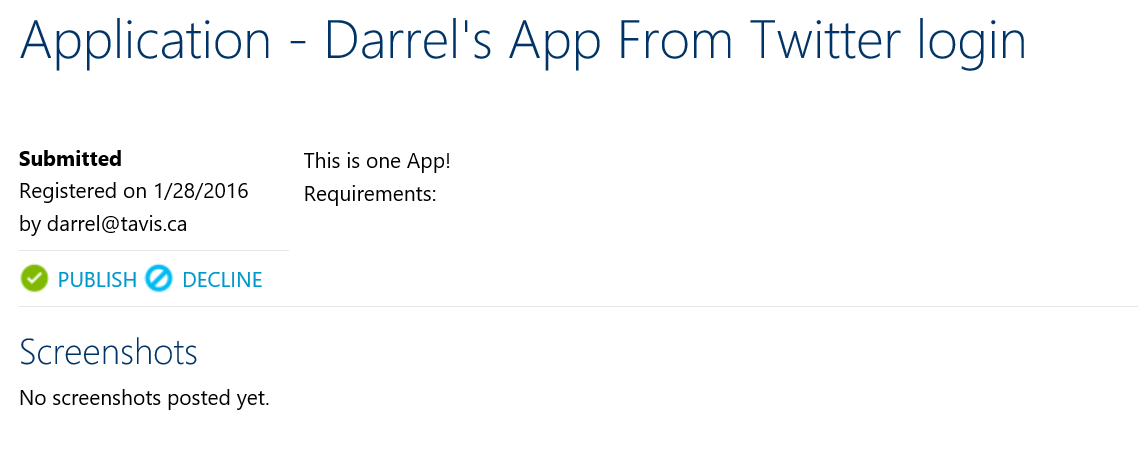 Application - Darrel's App From Twitter login
Submitted
Registered on 1/28/2016
by darrel@tavis.ca
This is one App!
Requirements:
PUBLISH DECLINE
Screenshots
No screenshots posted yet.